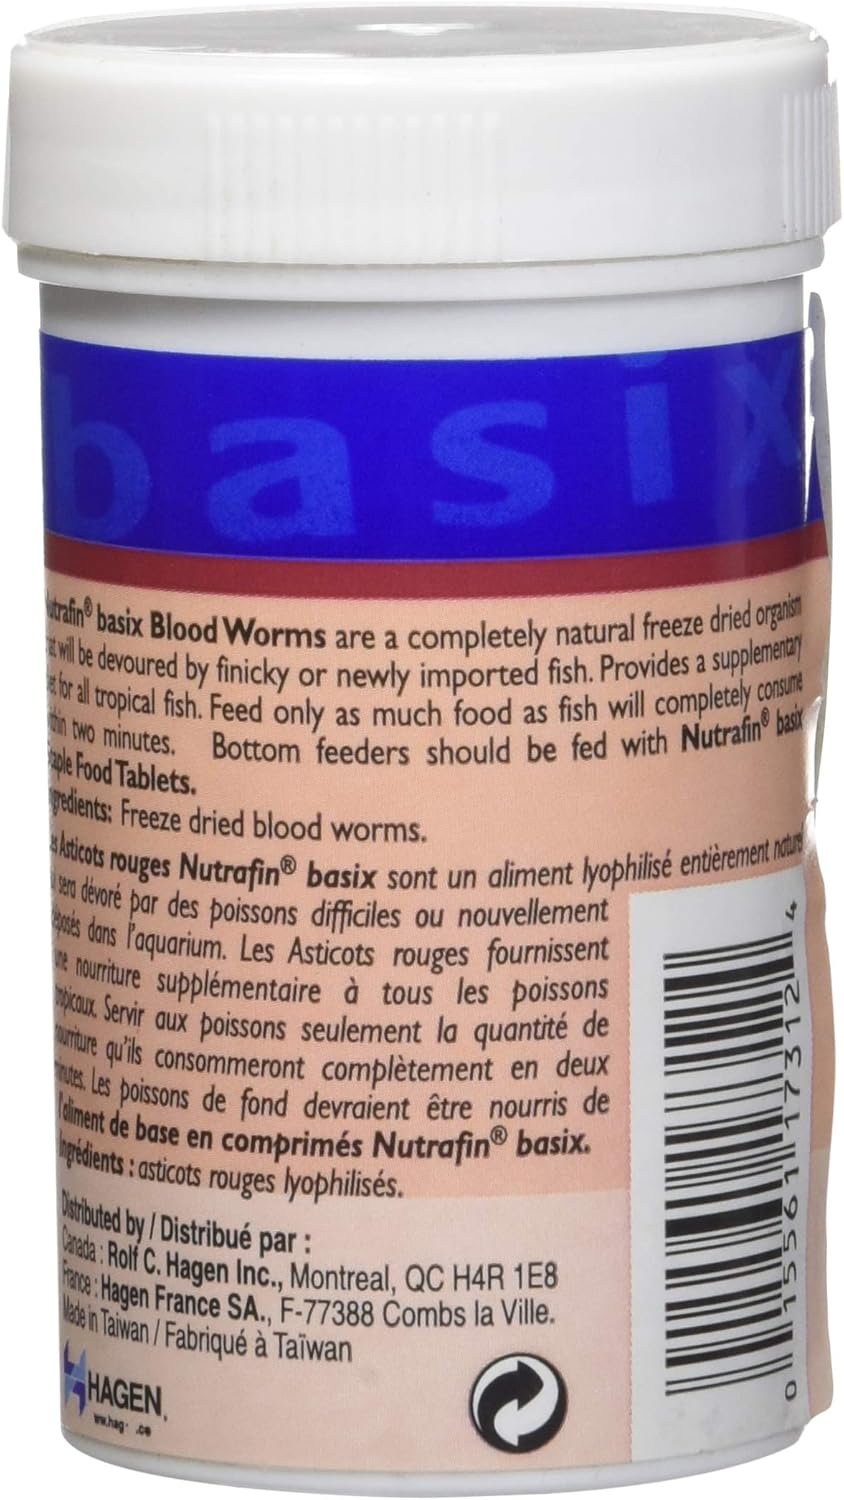 basix
Nutrafin® basix Blood Worms are a completely natural freeze dried organism
will be devoured by finicky or newly imported fish. Provides a supplementary
for all tropical fish. Feed only as much food as fish will completely consume
two minutes. Bottom feeders should be fed with Nutrafin® basix
Staple Food Tablets.
Ingredients: Freeze dried blood worms.
Les Asticots rouges Nutrafin® basix sont un aliment lyophilisé entièrement naturel
sera dévoré par des poissons difficiles ou nouvellement
déposés dans l'aquarium. Les Asticots rouges fournissent
une nourriture supplémentaire à tous les poissons
tropicaux. Servir aux poissons seulement la quantité de
nourriture qu'ils consommeront complètement en deux
minutes. Les poissons de fond devraient être nourris de
l'aliment de base en comprimés Nutrafin® basix.
Ingrédients : asticots rouges lyophilisés.
Distributed by / Distribué par :
Canada : Rolf C. Hagen Inc., Montreal, QC H4R 1E8
France : Hagen France SA., F-77388 Combs la Ville.
Made in Taiwan / Fabriqué à Taïwan
HAGEN
0 15561 17312 4